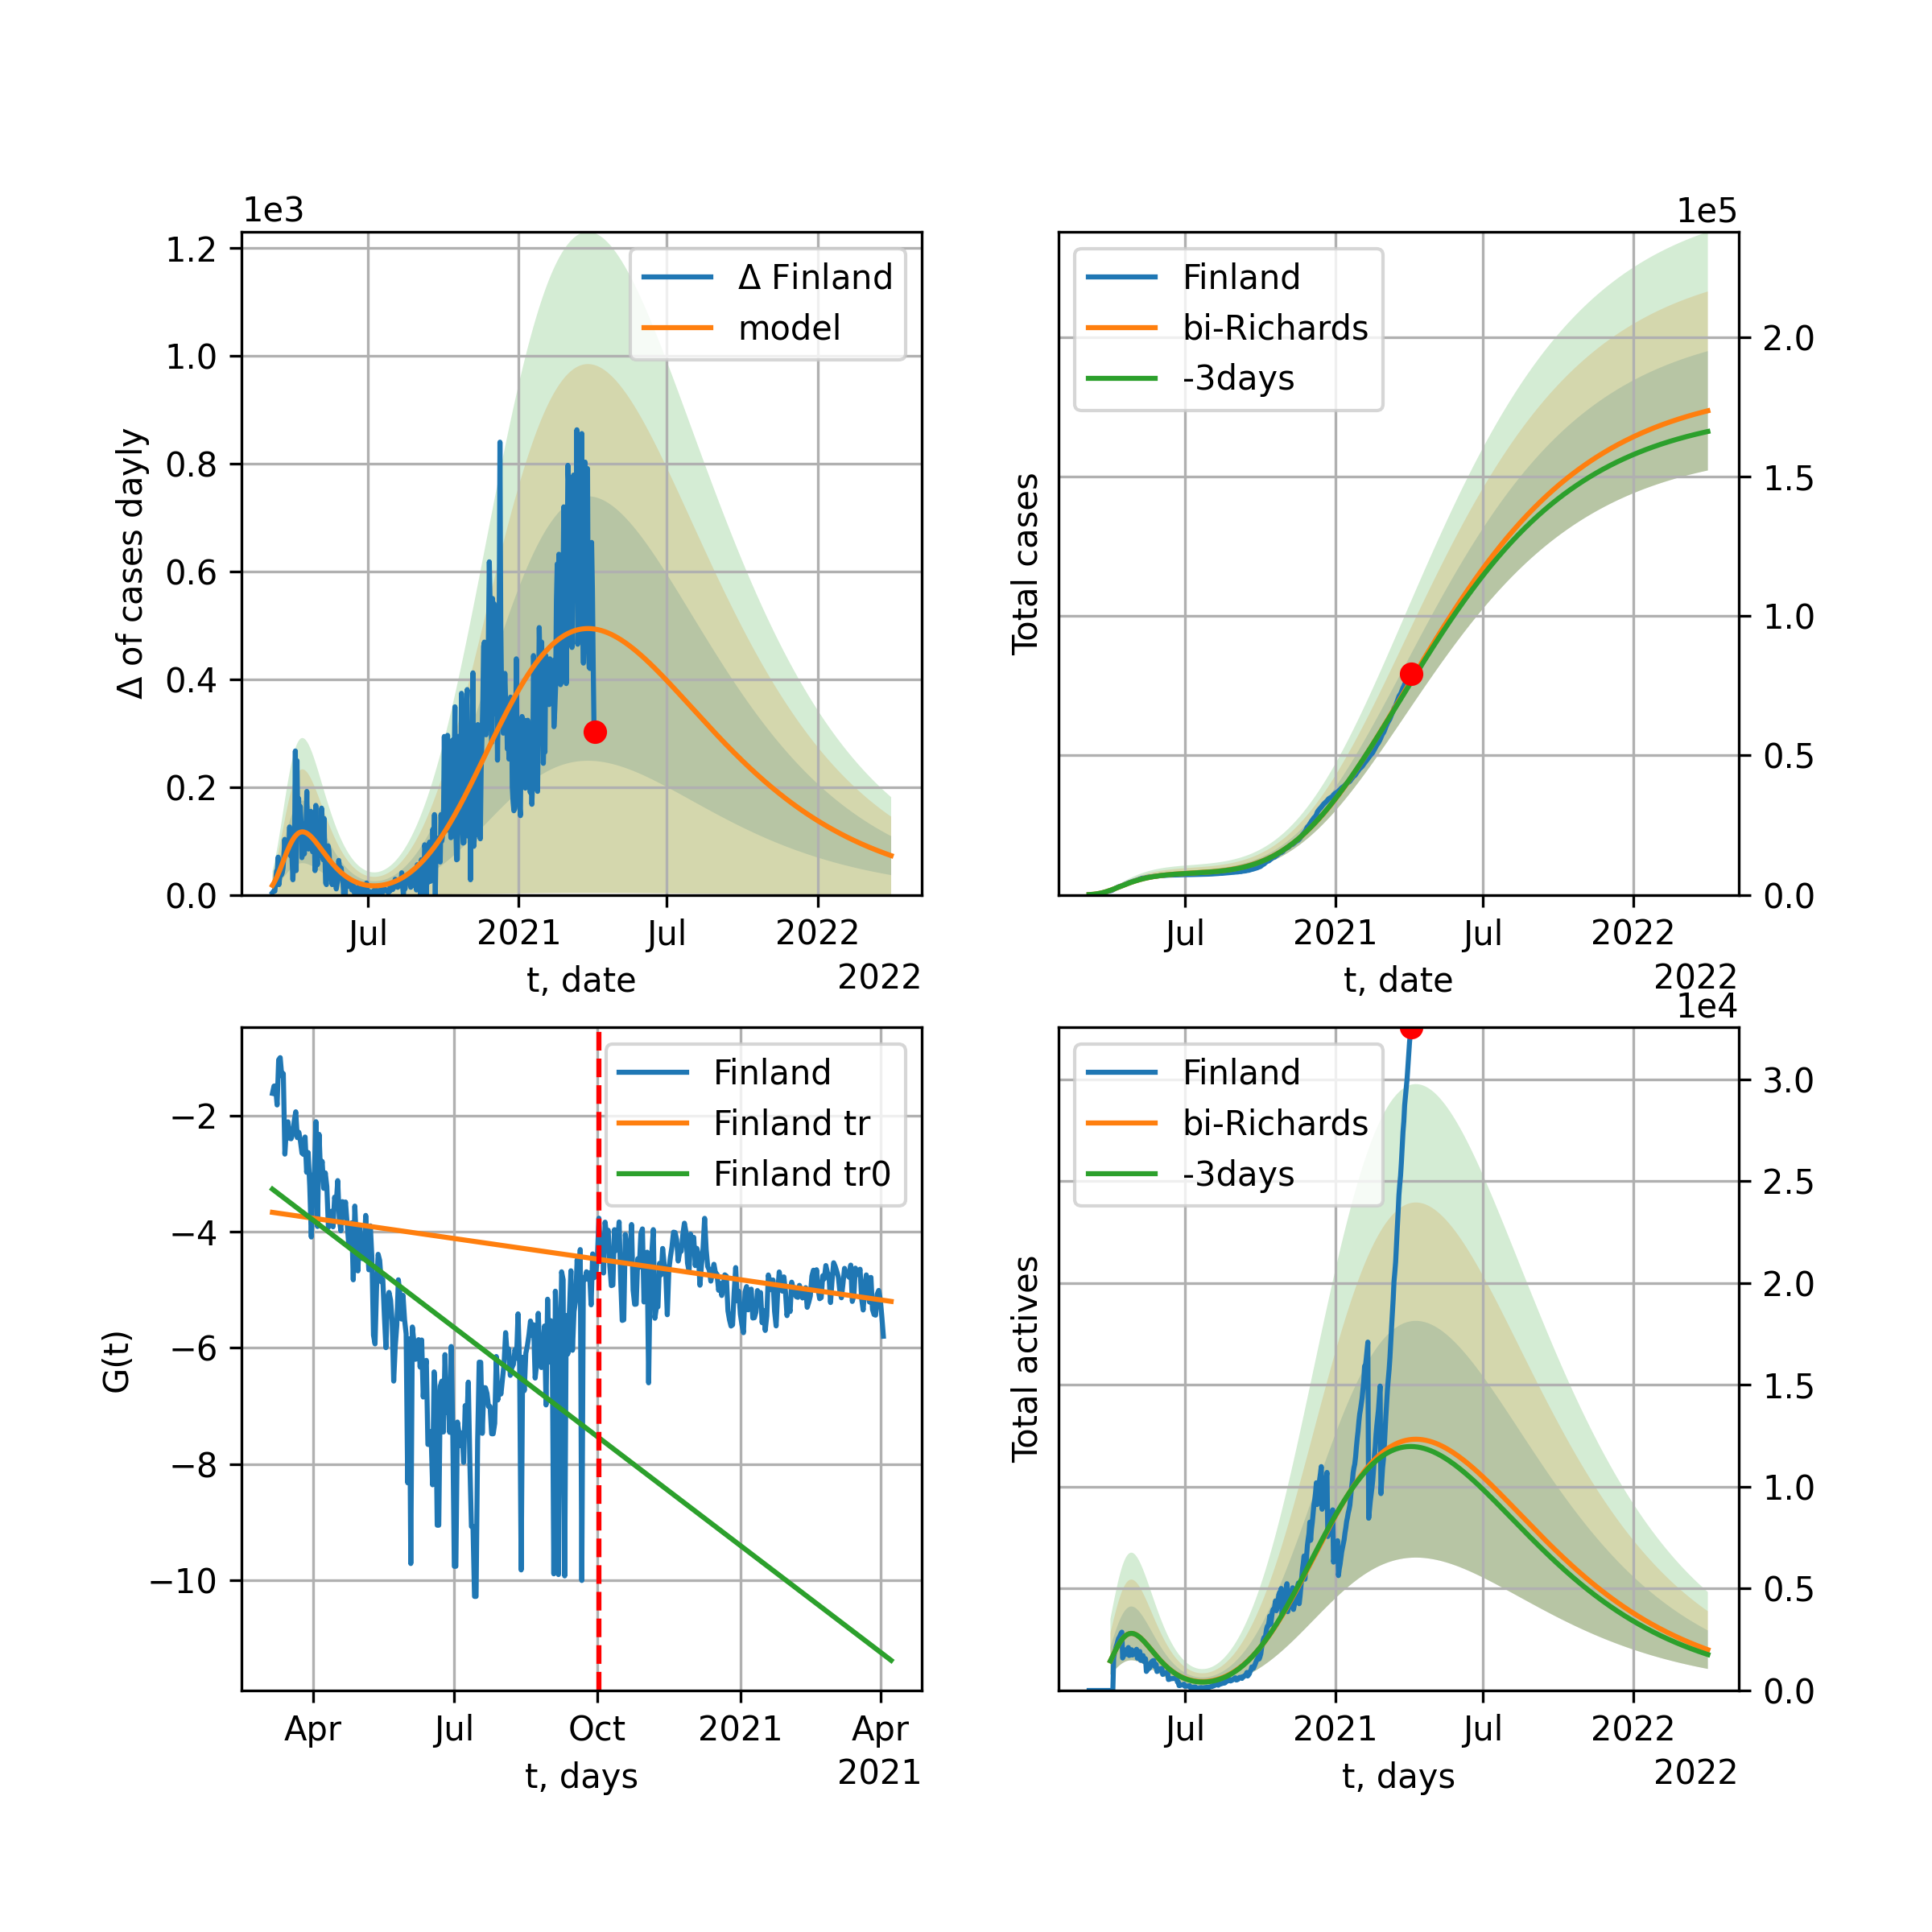 1e3
1.2
1.0
0.8
0.6
0.4
0.2
0.0
Δ of cases dayly
Δ Finland
model
Jul
2021
Jul
2022
t, date
2022
1e5
Finland
bi-Richards
-3days
Total cases
2.0
1.5
1.0
0.5
0.0
Jul
2021
Jul
2022
t, date
2022
−2
−4
−6
−8
−10
G(t)
Finland
Finland tr
Finland tr0
Apr
Jul
Oct
2021
Apr
t, days
2021
1e4
Finland
bi-Richards
-3days
Total actives
3.0
2.5
2.0
1.5
1.0
0.5
0.0
Jul
2021
Jul
2022
t, days
2022